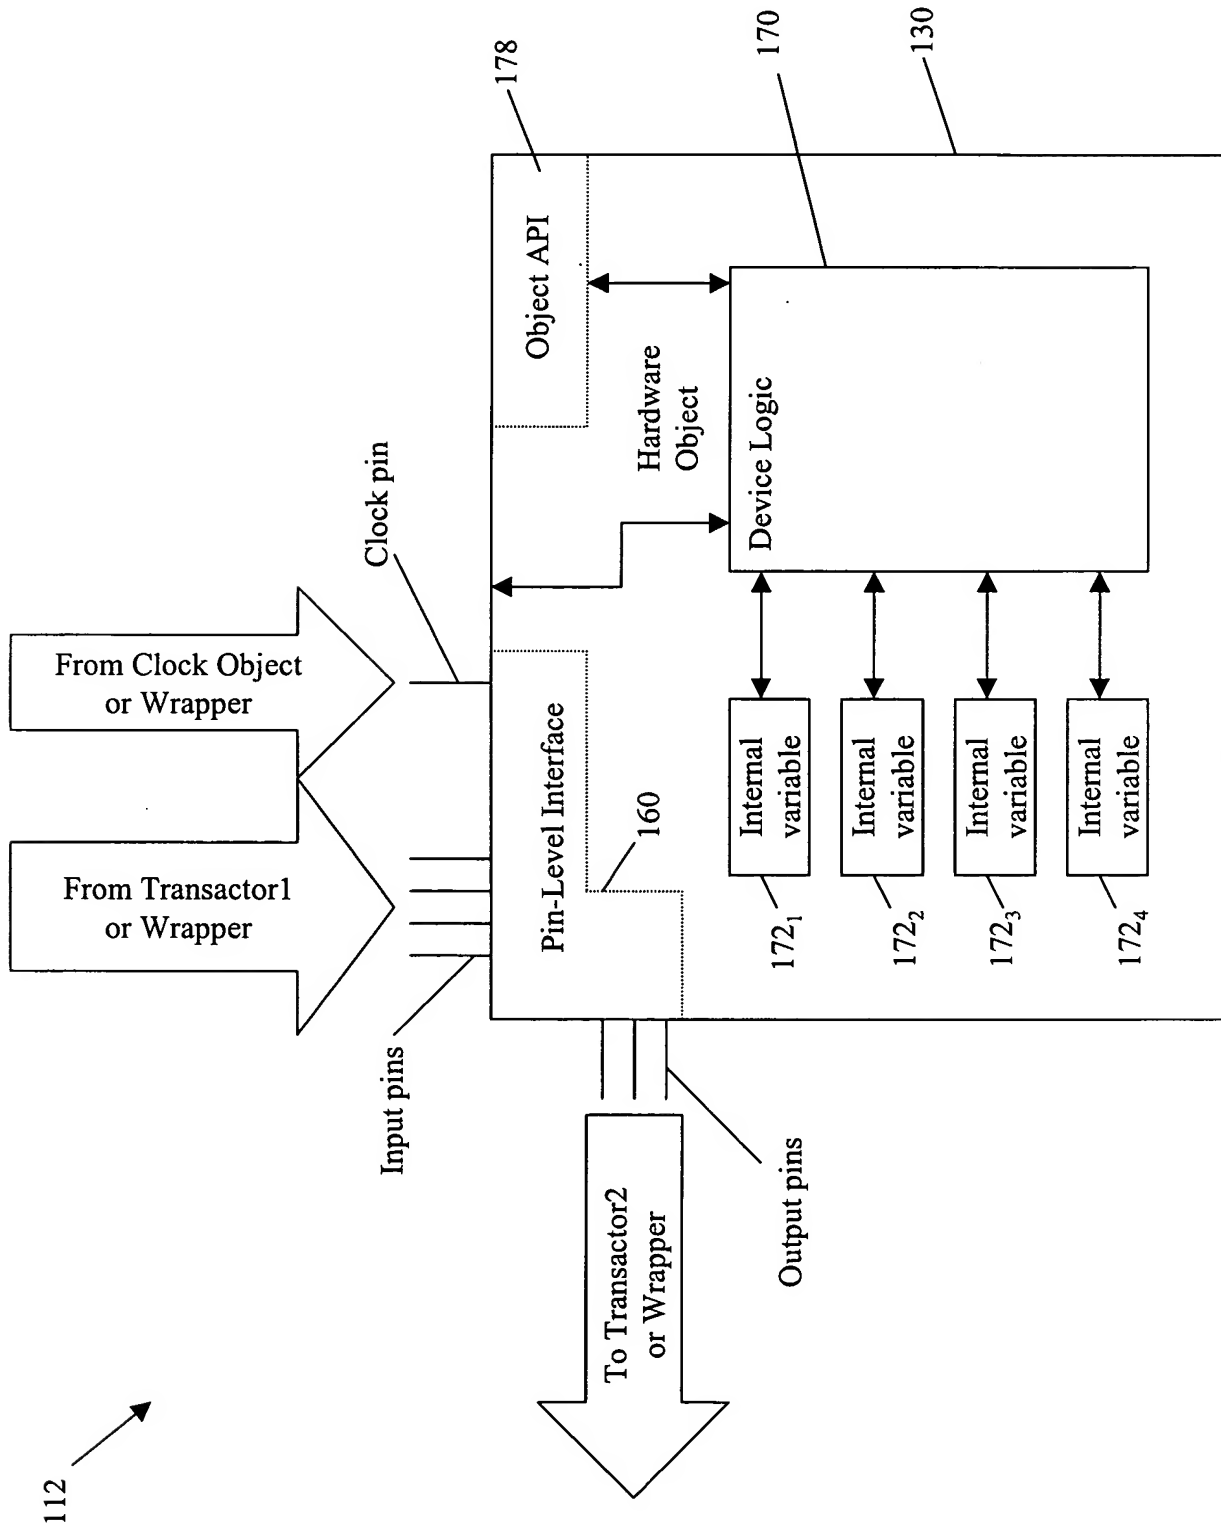 112
From Transactor1
or Wrapper
From Clock Object
or Wrapper
Clock pin
Input pins
178
170
130
Pin-Level Interface
Object API
160
Hardware
Object
To Transactor2
or Wrapper
Output pins
Device Logic
Internal
variable
Internal
variable
Internal
variable
Internal
variable
172₁
172₂
172₃
172₄